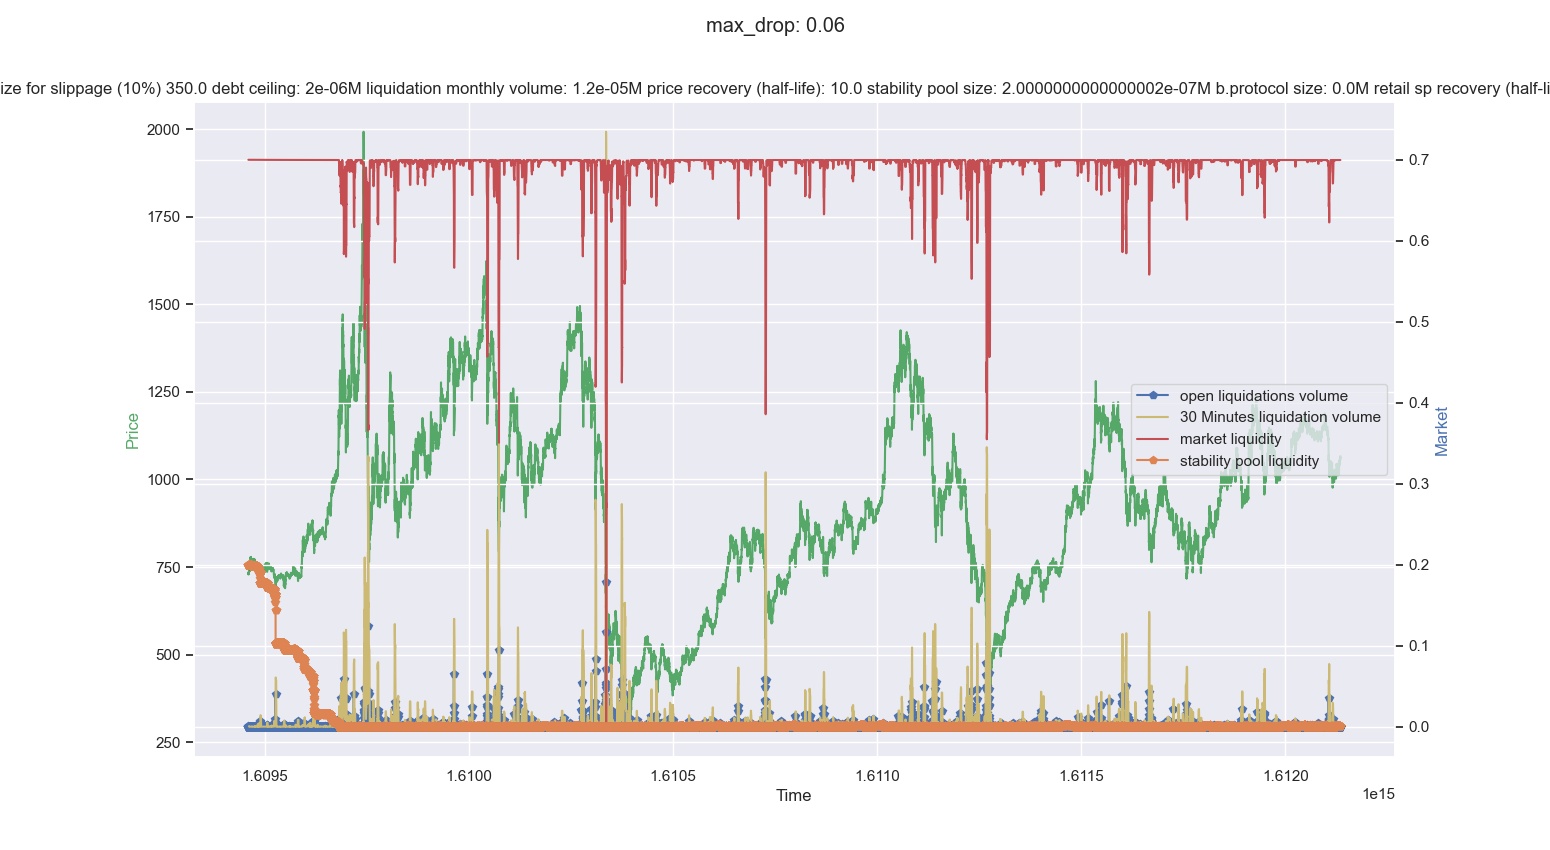 max_drop: 0.06
ize for slippage (10%) 350.0 debt ceiling: 2e-06M liquidation monthly volume: 1.2e-05M price recovery (half-life): 10.0 stability pool size: 2.0000000000000002e-07M b.protocol size: 0.0M retail sp recovery (half-li
2000
1750
1500
1250
1000
750
500
250
Price
0.7
0.6
0.5
0.4
0.3
0.2
0.1
0.0
Market
open liquidations volume
30 Minutes liquidation volume
market liquidity
stability pool liquidity
1.6095 1.6100 1.6105 1.6110 1.6115 1.6120
1e15
Time